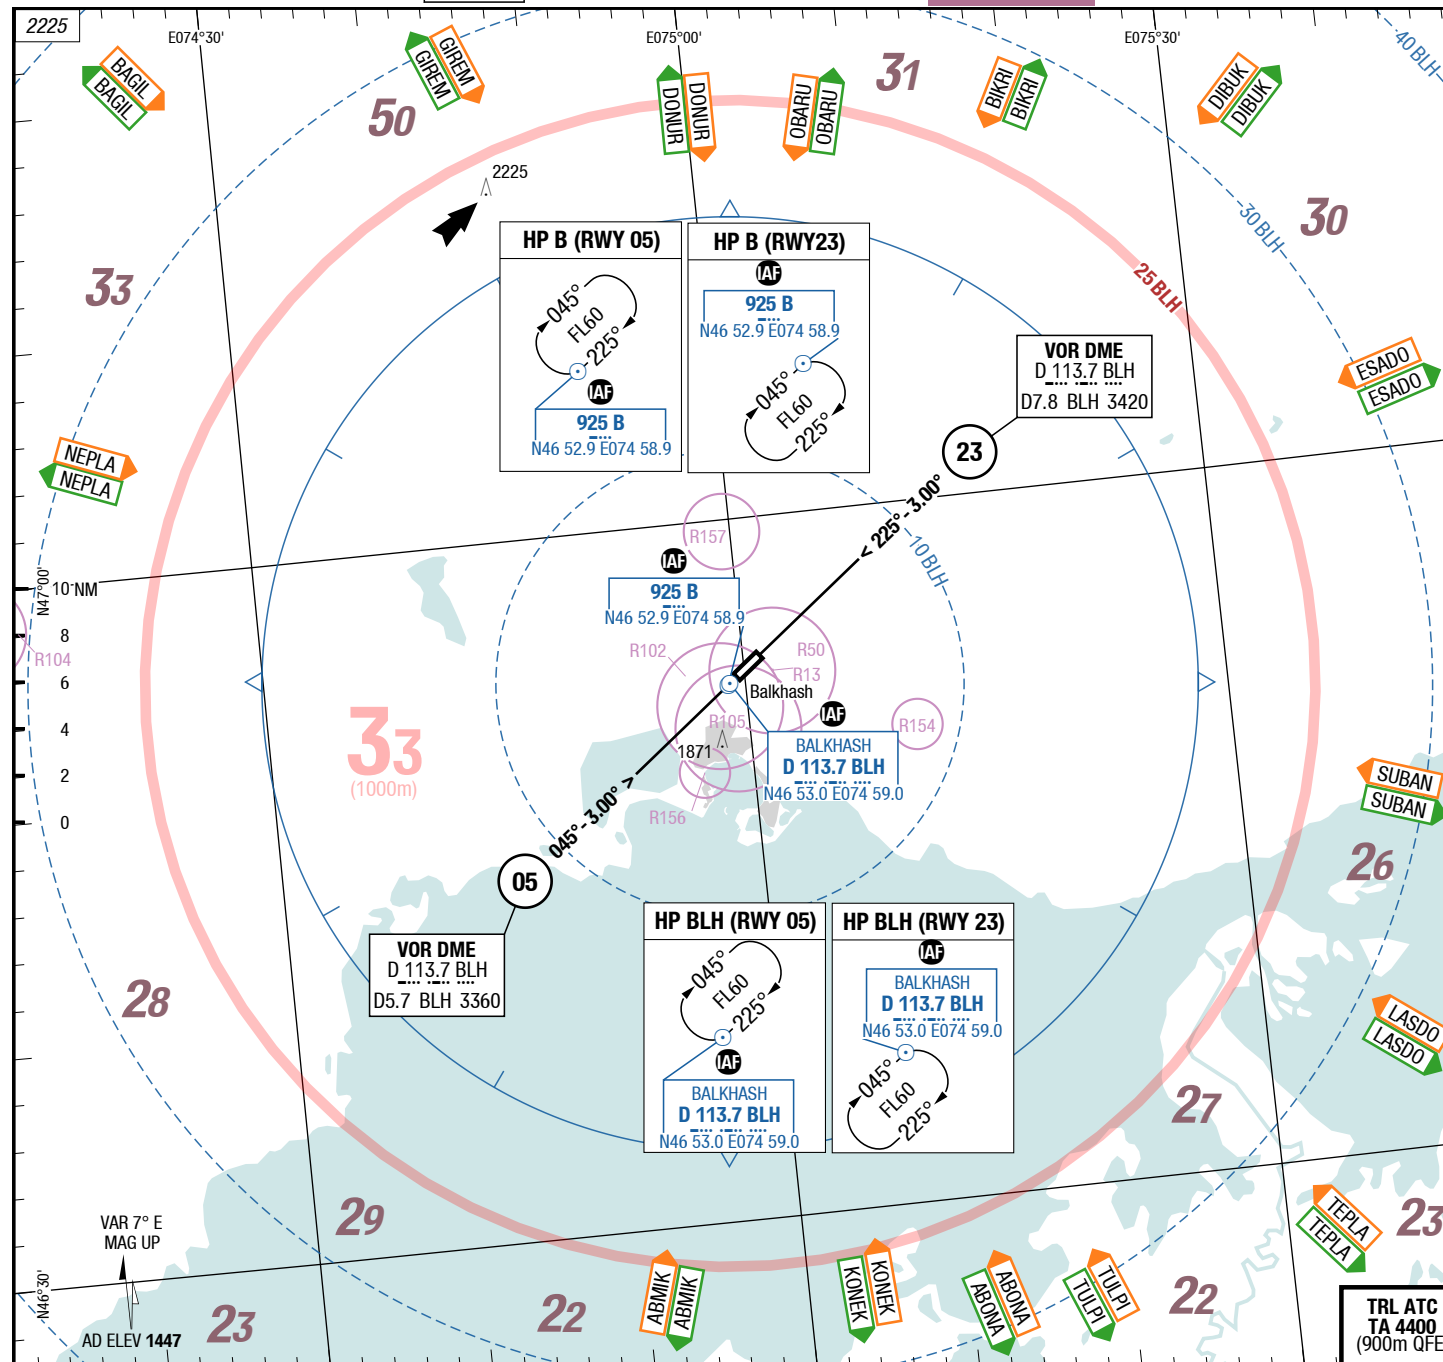 2225
E074°30'
E075°00'
E075°30'
40 BLH
BAGIL
BAGIL
GIREM
GIREM
DONUR
DONUR
OBARU
OBARU
BIKRI
BIKRI
DIBUK
DIBUK
50
31
30
33
2225
30 BLH
25 BLH
HP B (RWY 05)
045°
FL60
225°
IAF
925 B
N46 52.9 E074 58.9
HP B (RWY23)
IAF
925 B
N46 52.9 E074 58.9
045°
FL60
225°
VOR DME
D 113.7 BLH
D7.8 BLH 3420
23
< 225° - 3.00°
10 BLH
ESADO
ESADO
NEPLA
NEPLA
R157
IAF
925 B
N46 52.9 E074 58.9
N47°00'
10 NM
8
6
4
2
0
R104
R102
R50
R13
Balkhash
R105
R154
1871
R156
IAF
BALKHASH
D 113.7 BLH
N46 53.0 E074 59.0
33
(1000m)
SUBAN
SUBAN
26
045° - 3.00° >
05
VOR DME
D 113.7 BLH
D5.7 BLH 3360
HP BLH (RWY 05)
045°
FL60
225°
IAF
BALKHASH
D 113.7 BLH
N46 53.0 E074 59.0
HP BLH (RWY 23)
IAF
BALKHASH
D 113.7 BLH
N46 53.0 E074 59.0
045°
FL60
225°
28
LASDO
LASDO
27
29
VAR 7° E
MAG UP
N46°30'
AD ELEV 1447
23
22
ABMIK
ABMIK
KONEK
KONEK
ABONA
ABONA
TULPI
TULPI
22
TEPLA
TEPLA
23
TRL ATC
TA 4400
(900m QFE